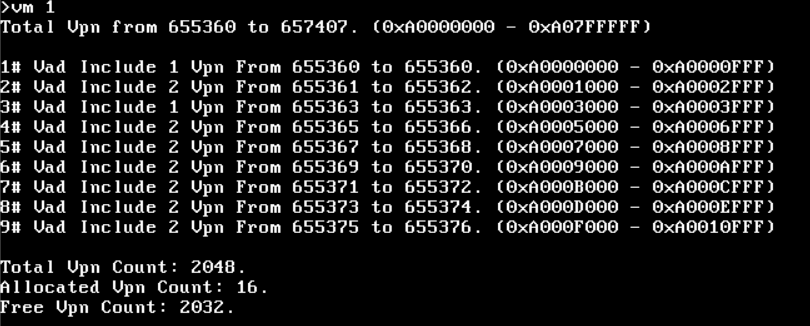 >vm 1
Total Vpn from 655360 to 657407. (0xA0000000 - 0xA07FFFFF)
1# Vad Include 1 Vpn From 655360 to 655360. (0xA0000000 - 0xA0000FFF)
2# Vad Include 2 Vpn From 655361 to 655362. (0xA0001000 - 0xA0002FFF)
3# Vad Include 1 Vpn From 655363 to 655363. (0xA0003000 - 0xA0003FFF)
4# Vad Include 2 Vpn From 655365 to 655366. (0xA0005000 - 0xA0006FFF)
5# Vad Include 2 Vpn From 655367 to 655368. (0xA0007000 - 0xA0008FFF)
6# Vad Include 2 Vpn From 655369 to 655370. (0xA0009000 - 0xA000AFFF)
7# Vad Include 2 Vpn From 655371 to 655372. (0xA000B000 - 0xA000CFFF)
8# Vad Include 2 Vpn From 655373 to 655374. (0xA000D000 - 0xA000EFFF)
9# Vad Include 2 Vpn From 655375 to 655376. (0xA000F000 - 0xA0010FFF)
Total Vpn Count: 2048.
Allocated Vpn Count: 16.
Free Vpn Count: 2032.